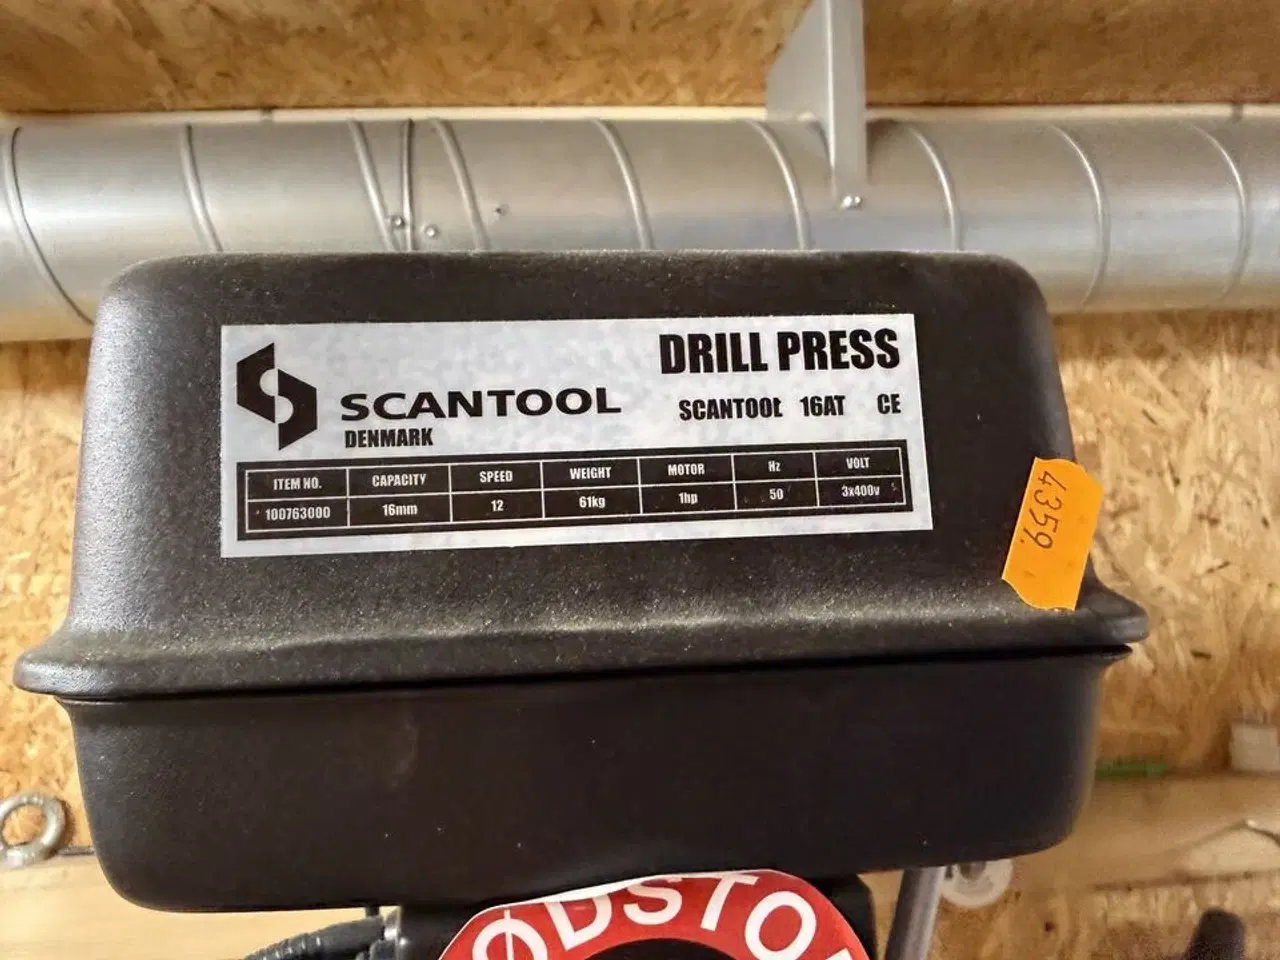 DRILL PRESS
SCANTOOL
DENMARK
SCANTOOL 16AT CE
ITEM NO. CAPACITY SPEED WEIGHT MOTOR Hz VOLT
100763000 16mm 12 61kg 1hp 50 3x400v
4359.
ØDSTO